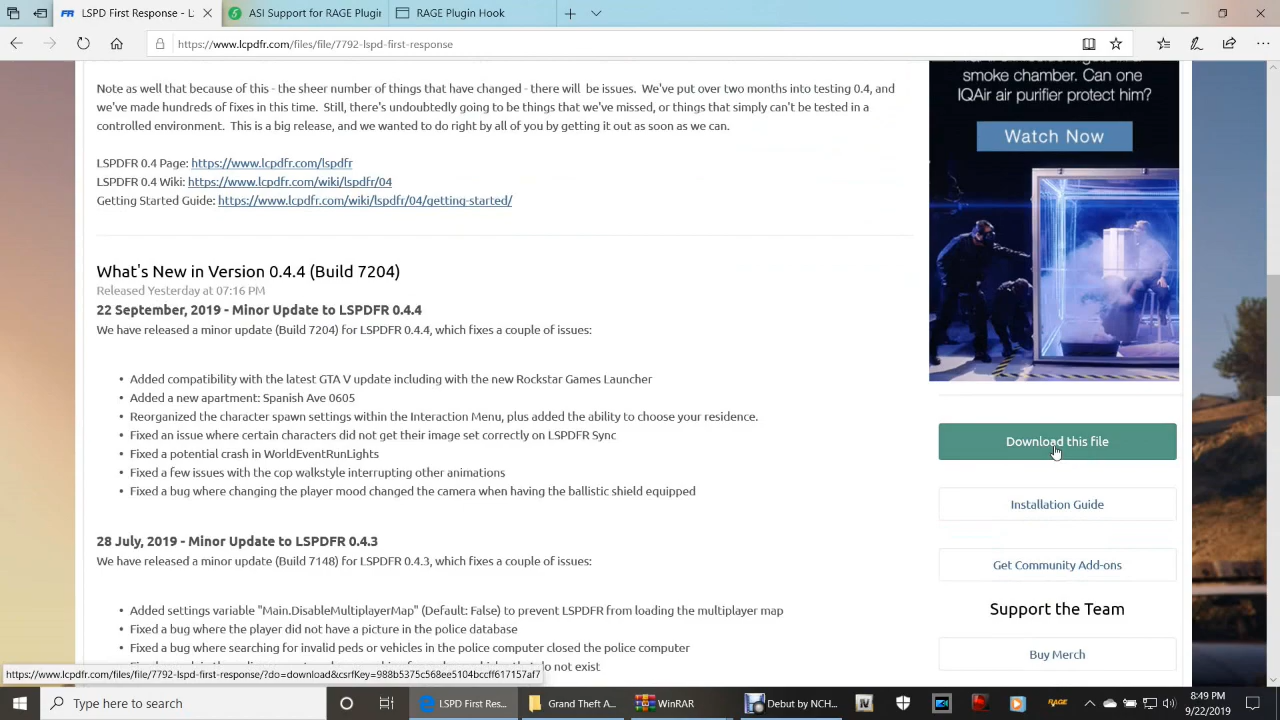 LSPD First Response
https://www.lcpdfr.com/files/file/7792-lspd-first-response
smoke chamber. Can one
IQAir air purifier protect him?
Watch Now
Note as well that because of this - the sheer number of things that have changed - there will  be issues.  We've put over two months into testing 0.4, and
we've made hundreds of fixes in this time.  Still, there's undoubtedly going to be things that we've missed, or things that simply can't be tested in a
controlled environment.  This is a big release, and we wanted to do right by all of you by getting it out as soon as we can.
LSPDFR 0.4 Page: https://www.lcpdfr.com/lspdfr
LSPDFR 0.4 Wiki: https://www.lcpdfr.com/wiki/lspdfr/04
Getting Started Guide: https://www.lcpdfr.com/wiki/lspdfr/04/getting-started/
What's New in Version 0.4.4 (Build 7204)
Released Yesterday at 07:16 PM
22 September, 2019 - Minor Update to LSPDFR 0.4.4
We have released a minor update (Build 7204) for LSPDFR 0.4.4, which fixes a couple of issues:
• Added compatibility with the latest GTA V update including with the new Rockstar Games Launcher
• Added a new apartment: Spanish Ave 0605
• Reorganized the character spawn settings within the Interaction Menu, plus added the ability to choose your residence.
• Fixed an issue where certain characters did not get their image set correctly on LSPDFR Sync
• Fixed a potential crash in WorldEventRunLights
• Fixed a few issues with the cop walkstyle interrupting other animations
• Fixed a bug where changing the player mood changed the camera when having the ballistic shield equipped
28 July, 2019 - Minor Update to LSPDFR 0.4.3
We have released a minor update (Build 7148) for LSPDFR 0.4.3, which fixes a couple of issues:
• Added settings variable "Main.DisableMultiplayerMap" (Default: False) to prevent LSPDFR from loading the multiplayer map
• Fixed a bug where the player did not have a picture in the police database
• Fixed a bug where searching for invalid peds or vehicles in the police computer closed the police computer
do not exist
Download this file
Installation Guide
Get Community Add-ons
Support the Team
Buy Merch
https://www.lcpdfr.com/files/file/7792-lspd-first-response/?do=download&csrfKey=988b5375c568ee5104bccff617157af7
Type here to search
LSPD First Res...
Grand Theft A...
WinRAR
Debut by NCH...
IV
RAGE
8:49 PM
9/22/2019